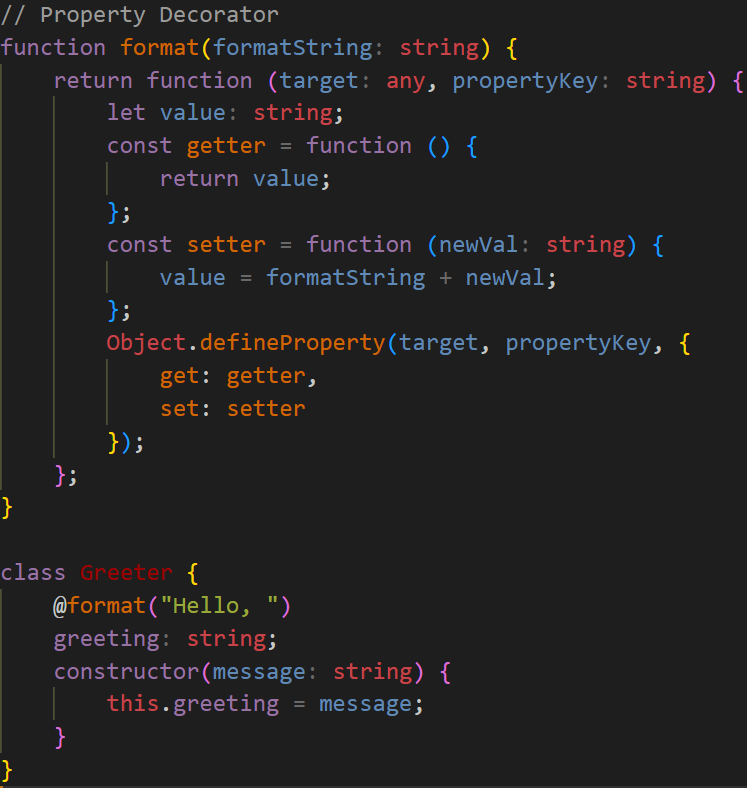 // Property Decorator
function format(formatString: string) {
    return function (target: any, propertyKey: string) {
        let value: string;
        const getter = function () {
            return value;
        };
        const setter = function (newVal: string) {
            value = formatString + newVal;
        };
        Object.defineProperty(target, propertyKey, {
            get: getter,
            set: setter
        });
    };
}

class Greeter {
    @format("Hello, ")
    greeting: string;
    constructor(message: string) {
        this.greeting = message;
    }
}